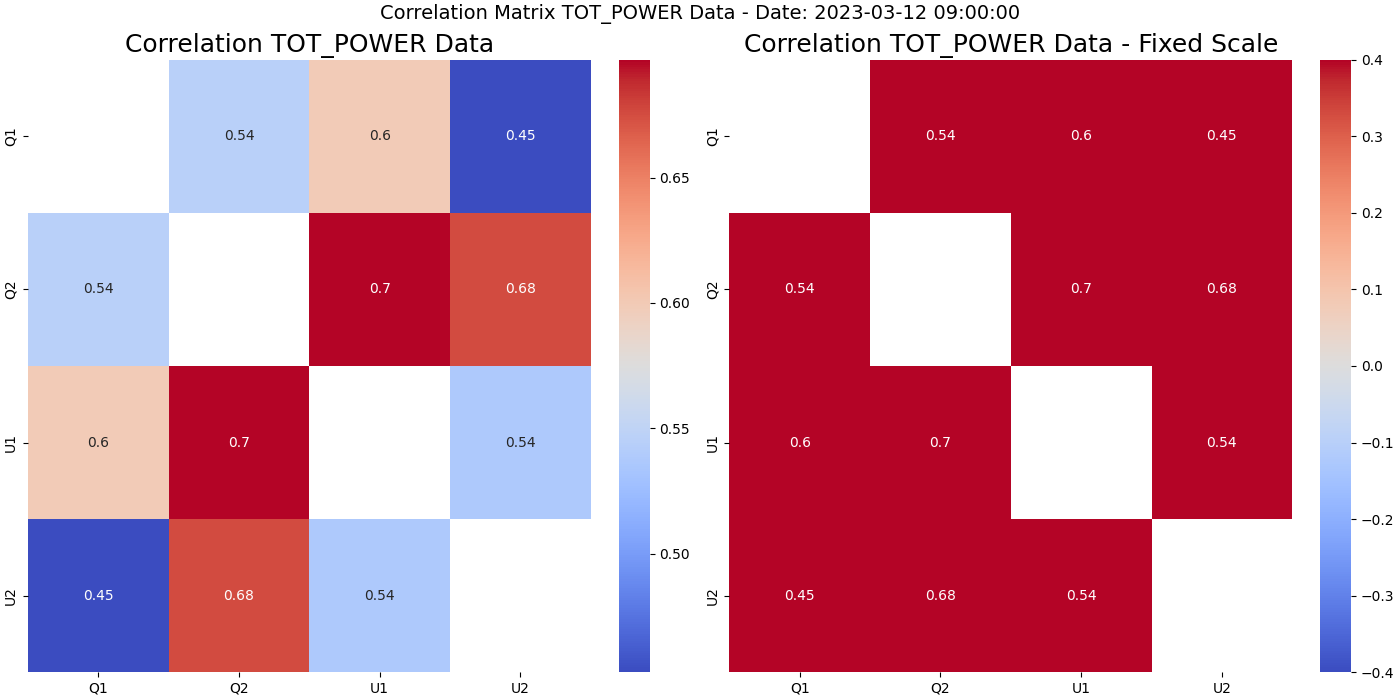 Correlation Matrix TOT_POWER Data - Date: 2023-03-12 09:00:00
Correlation TOT_POWER Data
Q1
0.54
0.6
0.45
Q2
0.54
0.7
0.68
U1
0.6
0.7
0.54
U2
0.45
0.68
0.54
Q1
Q2
U1
U2
0.65
0.60
0.55
0.50
Correlation TOT_POWER Data - Fixed Scale
Q1
0.54
0.6
0.45
Q2
0.54
0.7
0.68
U1
0.6
0.7
0.54
U2
0.45
0.68
0.54
Q1
Q2
U1
U2
0.4
0.3
0.2
0.1
0.0
−0.1
−0.2
−0.3
−0.4